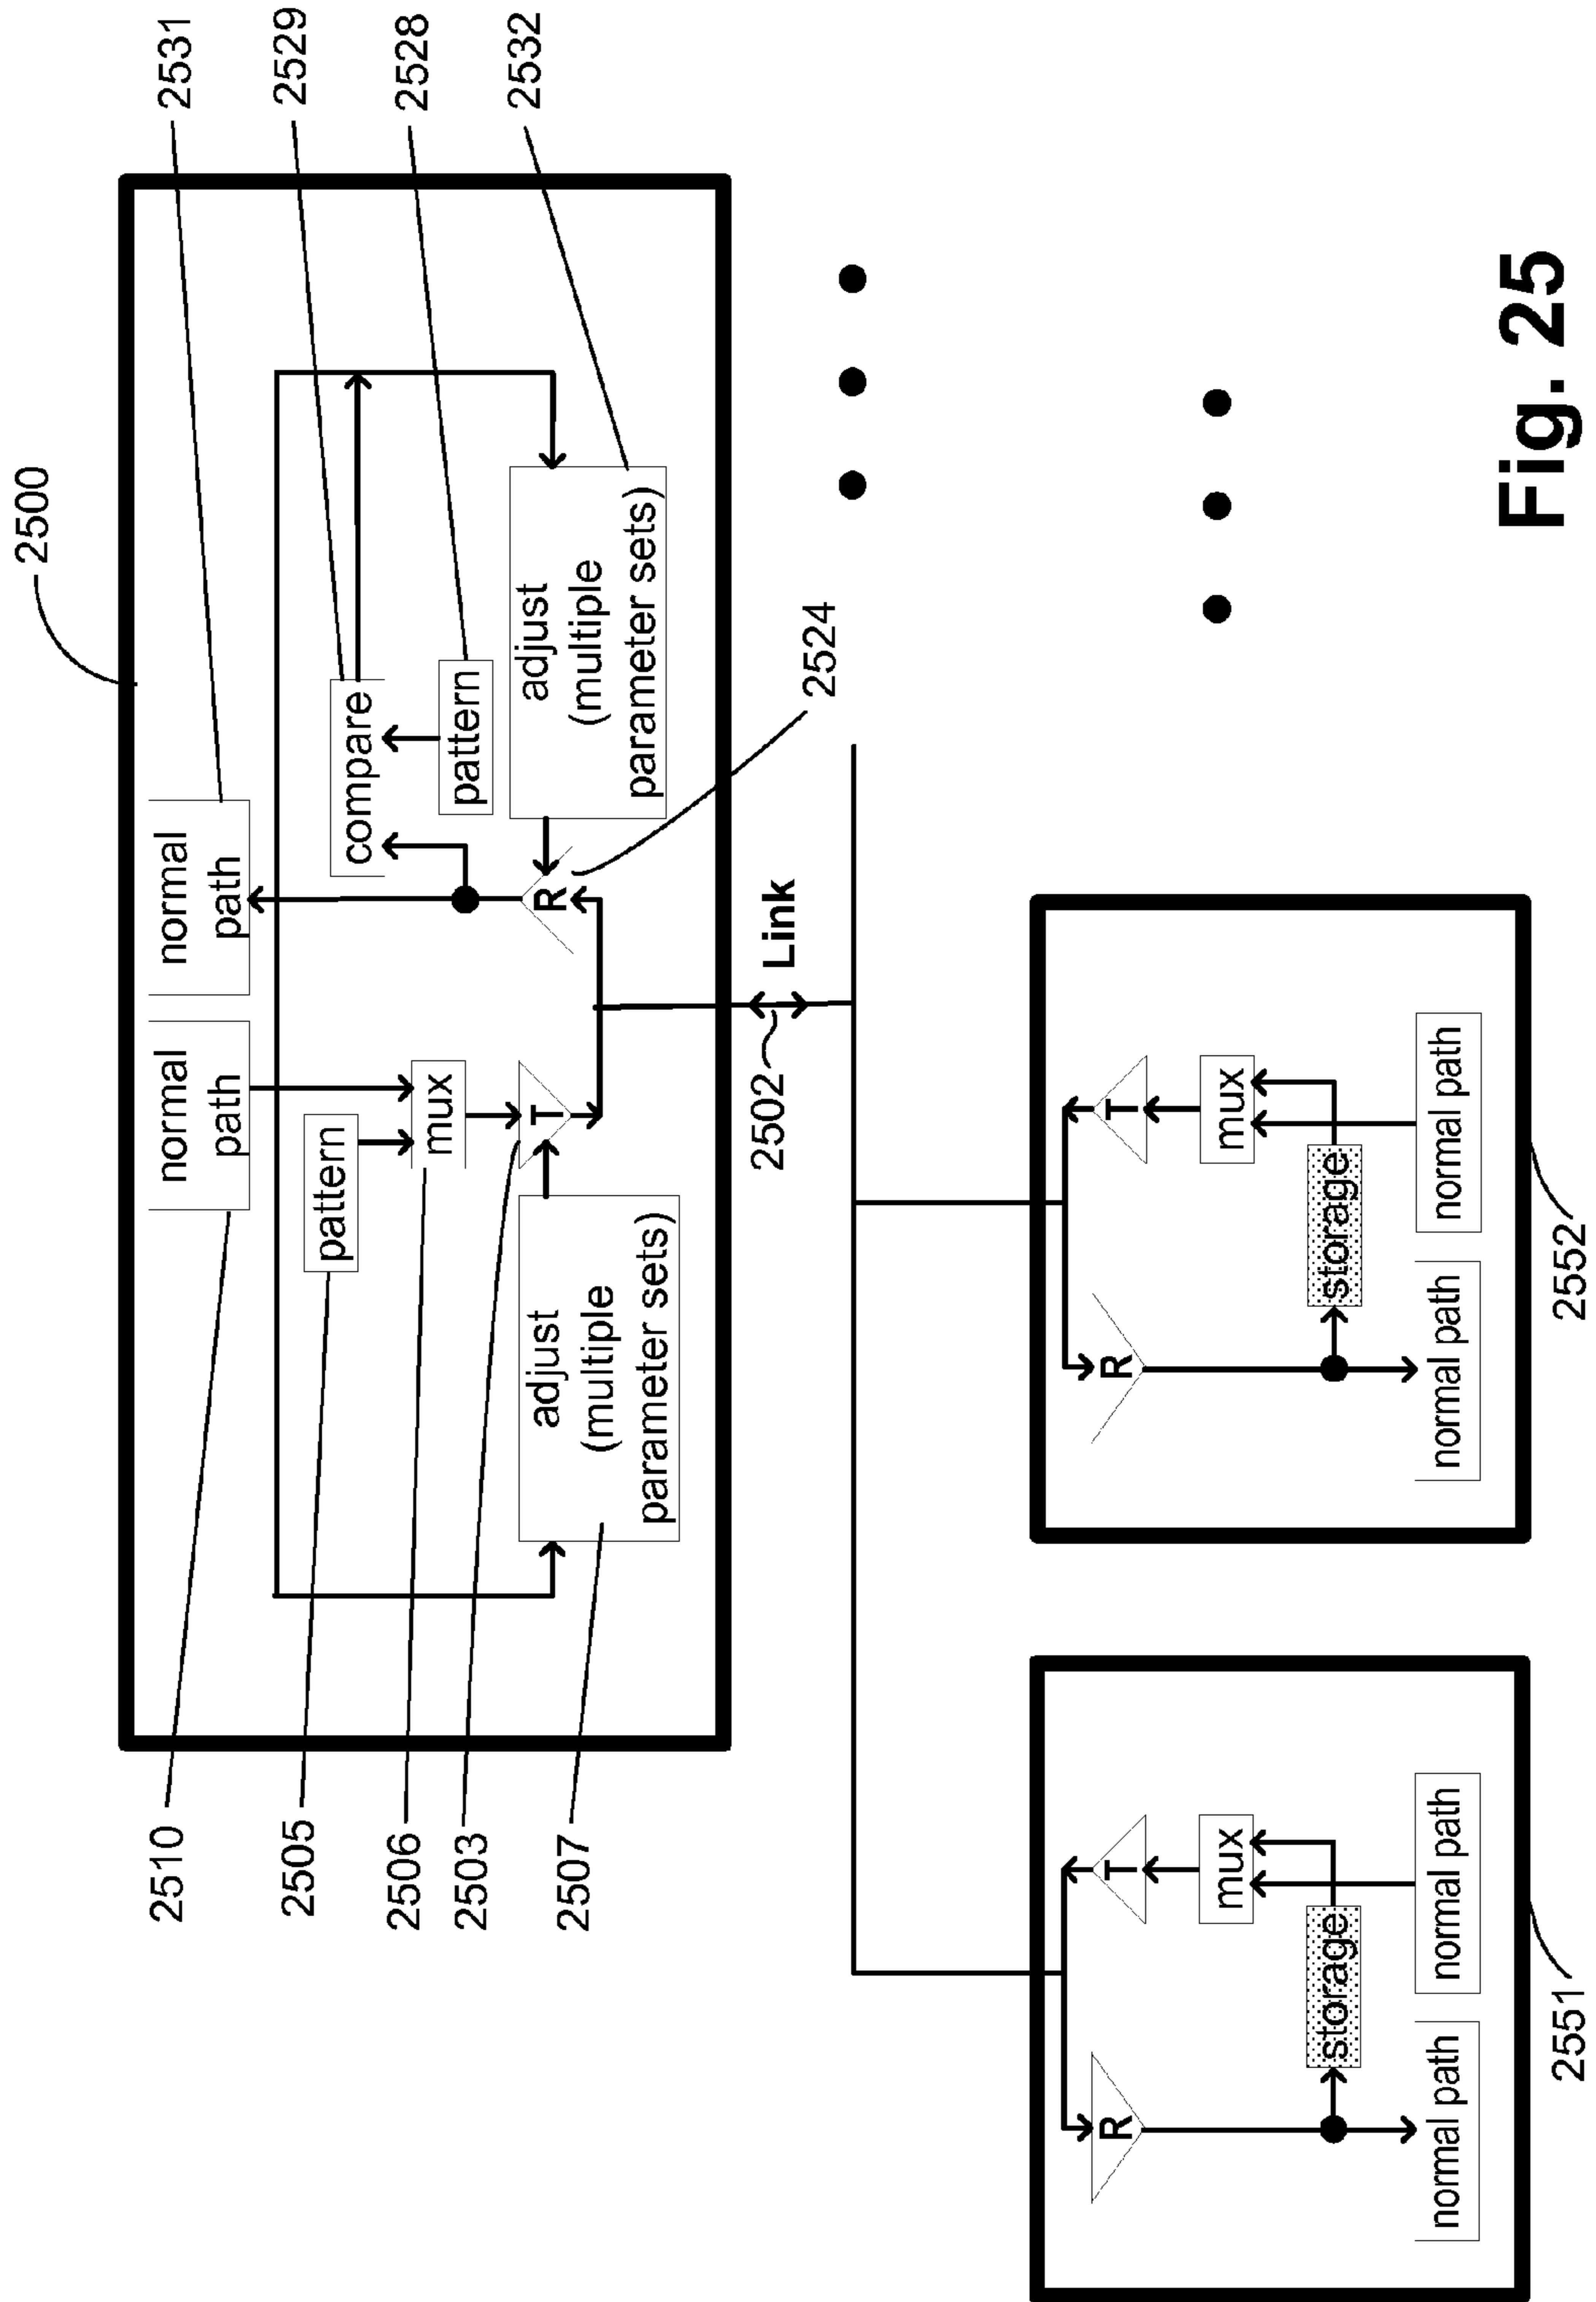 2500
2531
2529
2528
2532
2510
2505
2506
2503
2507
normal
path
normal
path
pattern
mux
T
adjust
(multiple
parameter sets)
compare
pattern
R
adjust
(multiple
parameter sets)
2524
2502
Link
R
T
mux
storage
normal path
normal path
2551
R
T
mux
storage
normal path
normal path
2552
Fig. 25